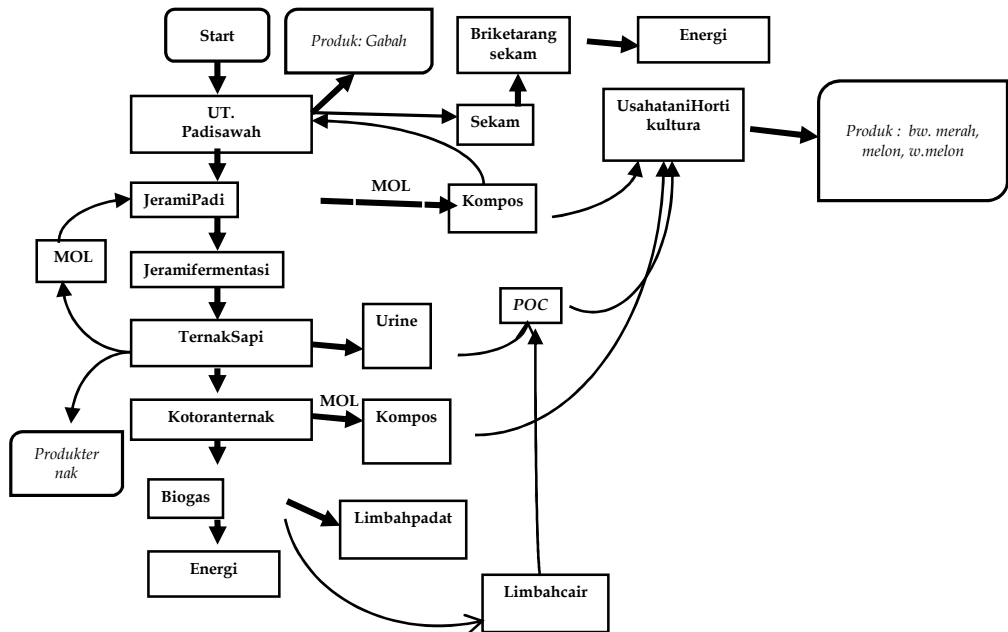 Start
Produk: Gabah
Briketarang
sekam
Energi
UT.
Padisawah
Sekam
UsahataniHorti
kultura
Produk : bw. merah,
melon, w.melon
JeramiPadi
MOL
Kompos
MOL
Jeramifermentasi
POC
Urine
TernakSapi
MOL
Kotoranternak
Kompos
Produkter
nak
Biogas
Limbahpadat
Energi
Limbahcair